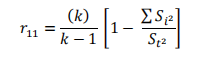 r₁₁ = (k) / k − 1 [1 − ∑ Sᵢ² / Sₜ²]